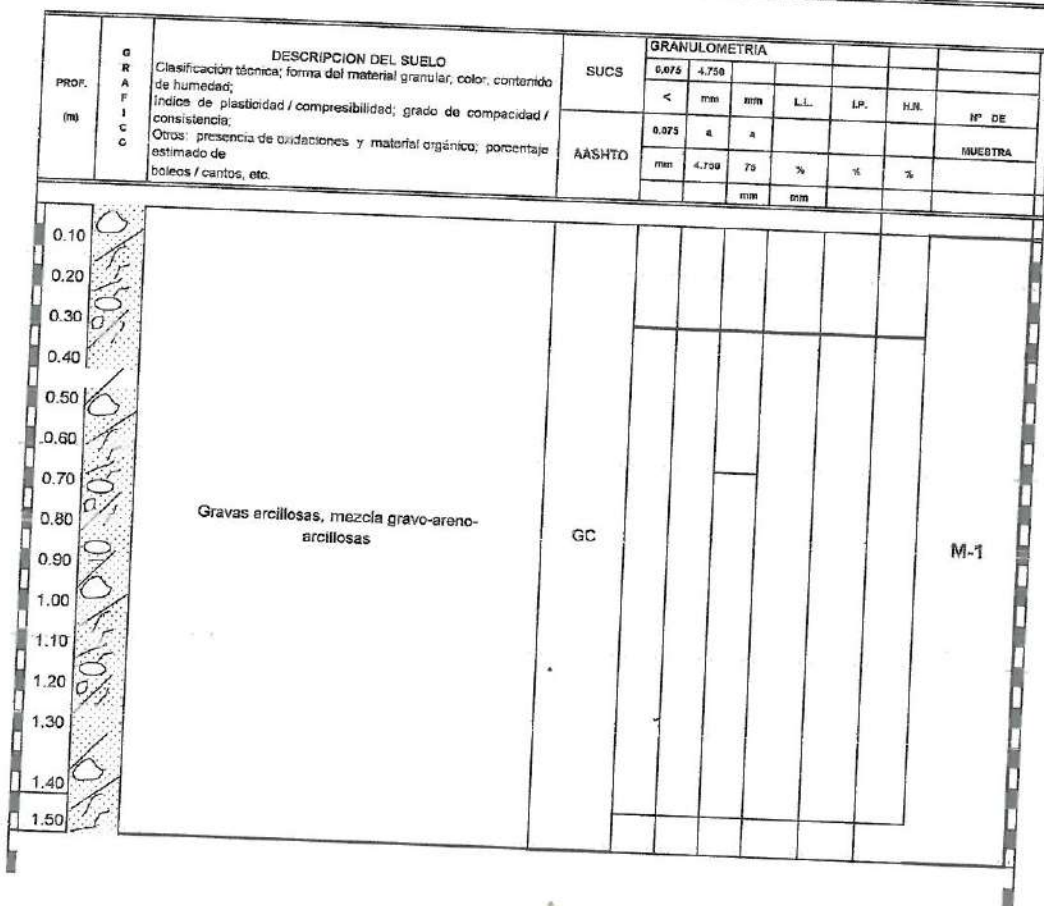 PROF.
(m)
G
R
A
F
I
C
O
DESCRIPCION DEL SUELO
Clasificación técnica; forma del material granular; color; contenido
de humedad;
Indice de plasticidad / compresibilidad; grado de compacidad /
consistencia;
Otros: presencia de oxidaciones y material orgánico; porcentaje
estimado de
boleos / cantos, etc.
SUCS
AASHTO
GRANULOMETRIA
0,075 4.750
< mm mm L.L. I.P. H.N.
0.075 a a
mm 4.750 75 % % %
mm mm
Nº DE
MUESTRA
0.10
0.20
0.30
0.40
0.50
0.60
0.70
0.80
0.90
1.00
1.10
1.20
1.30
1.40
1.50
Gravas arcillosas, mezcla gravo-areno-
arcillosas
GC
M-1